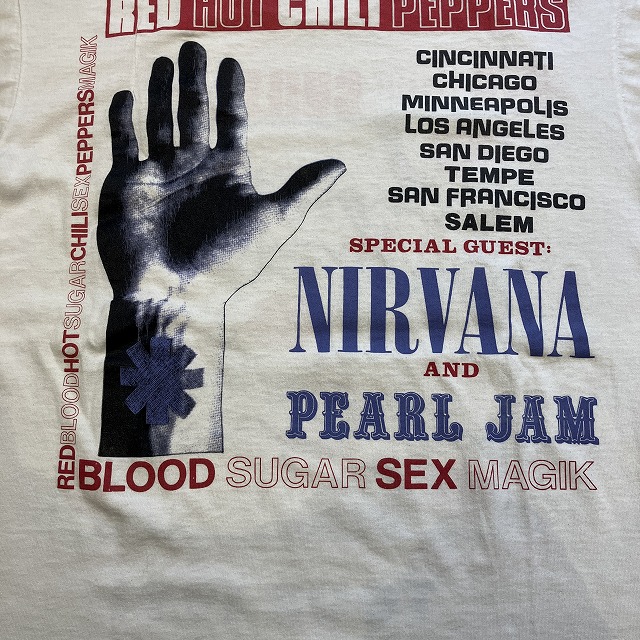 RED HOT CHILI PEPPERS
CINCINNATI
CHICAGO
MINNEAPOLIS
LOS ANGELES
SAN DIEGO
TEMPE
SAN FRANCISCO
SALEM
SPECIAL GUEST:
NIRVANA
AND
PEARL JAM
REDBLOODHOTSUGARCHILISEXPEPPERSMAGIK
BLOOD SUGAR SEX MAGIK